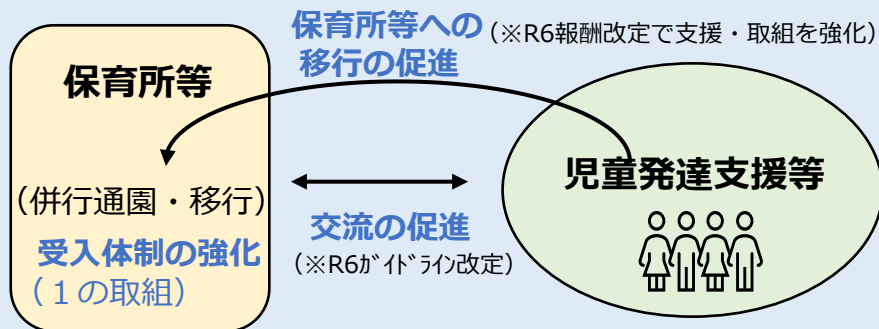 保育所等への
移行の促進
（※R6報酬改定で支援・取組を強化）
保育所等
（併行通園・移行）
受入体制の強化
（１の取組）
交流の促進
（※R6ｶﾞｲﾄﾞﾗｲﾝ改定）
児童発達支援等